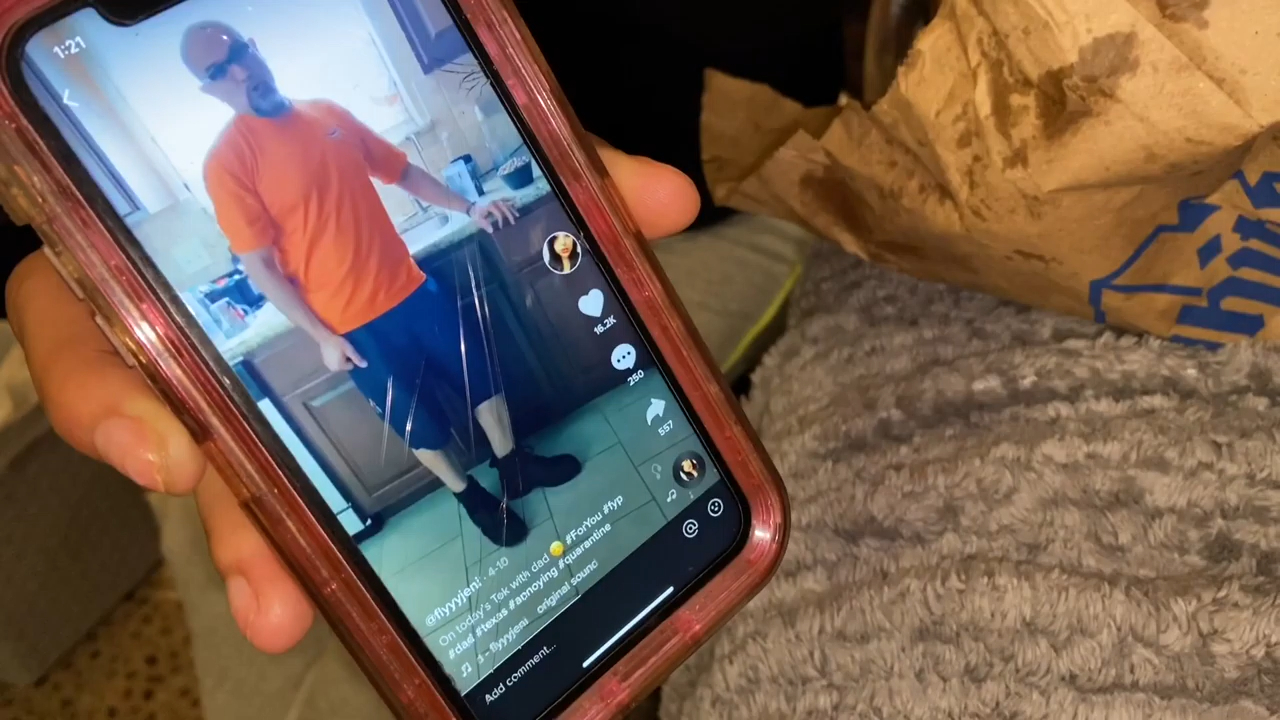 1:21
16.2K
250
557
@flyyyjen! · 4-10
On today's Tok with dad 😏 #ForYou #fyp
#dad #texas #annoying #quarantine
original sound
Add comment...